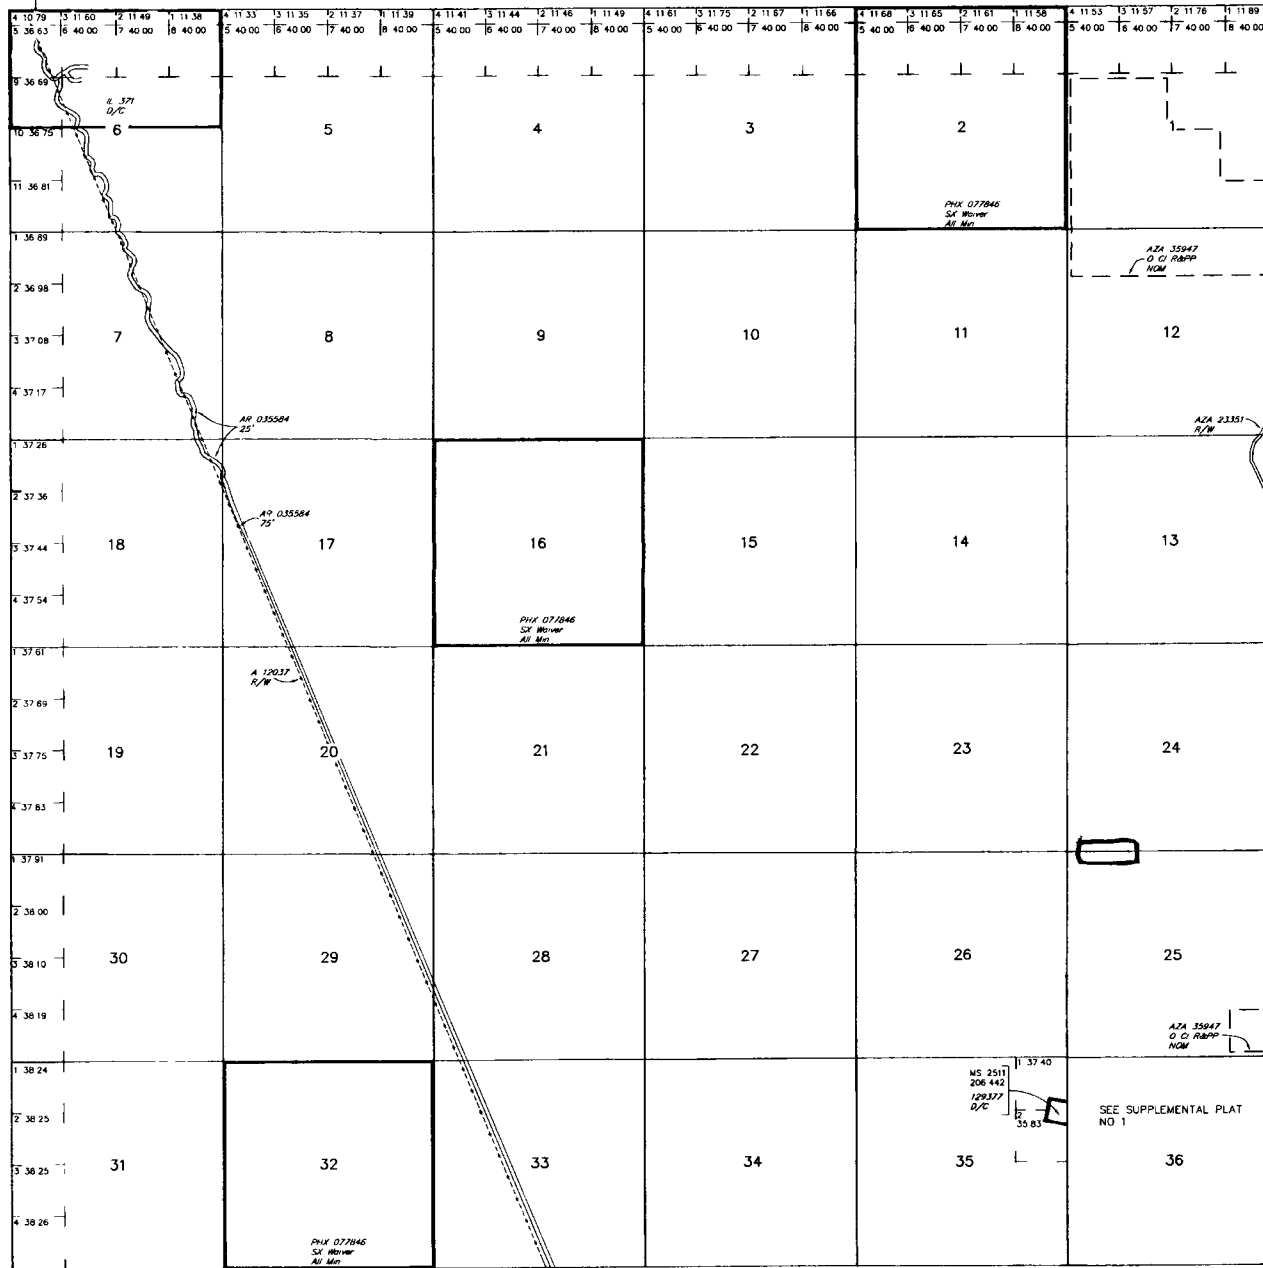 4 10 79 3 11 60 2 11 49 1 11 38 4 11 33 3 11 35 2 11 37 1 11 39 4 11 41 3 11 44 2 11 46 1 11 49 4 11 61 3 11 75 2 11 67 1 11 66 4 11 68 3 11 65 2 11 61 1 11 58 4 11 53 3 11 57 2 11 76 1 11 89
5 36 63 6 40 00 7 40 00 8 40 00 5 40 00 6 40 00 7 40 00 8 40 00 5 40 00 6 40 00 7 40 00 8 40 00 5 40 00 6 40 00 7 40 00 8 40 00 5 40 00 6 40 00 7 40 00 8 40 00 5 40 00 6 40 00 7 40 00 8 40 00
9 36 69
IL 371
D/C
10 36 75 6 5 4 3 2 1
11 36 81
PHX 077846
SX Waiver
All Min
1 36 89
AZA 35947
O Cl R&PP
NOM
2 36 98
3 37 08 7 8 9 10 11 12
4 37 17
AR 035584
25'
AZA 23351
R/W
1 37 26
2 37 36
AR 035584
75'
3 37 44 18 17 16 15 14 13
4 37 54
PHX 077846
SX Waiver
All Min
1 37 61
A 12037
R/W
2 37 69
3 37 75 19 20 21 22 23 24
4 37 83
1 37 91
2 38 00
3 38 10 30 29 28 27 26 25
4 38 19
AZA 35947
O Cl R&PP
NOM
1 38 24
1 37 40
MS 2511
206 442
129377
D/C
2 38 25
2
35 83
SEE SUPPLEMENTAL PLAT
NO 1
3 38 25 31 32 33 34 35 36
4 38 26
PHX 077846
SX Waiver
All Min